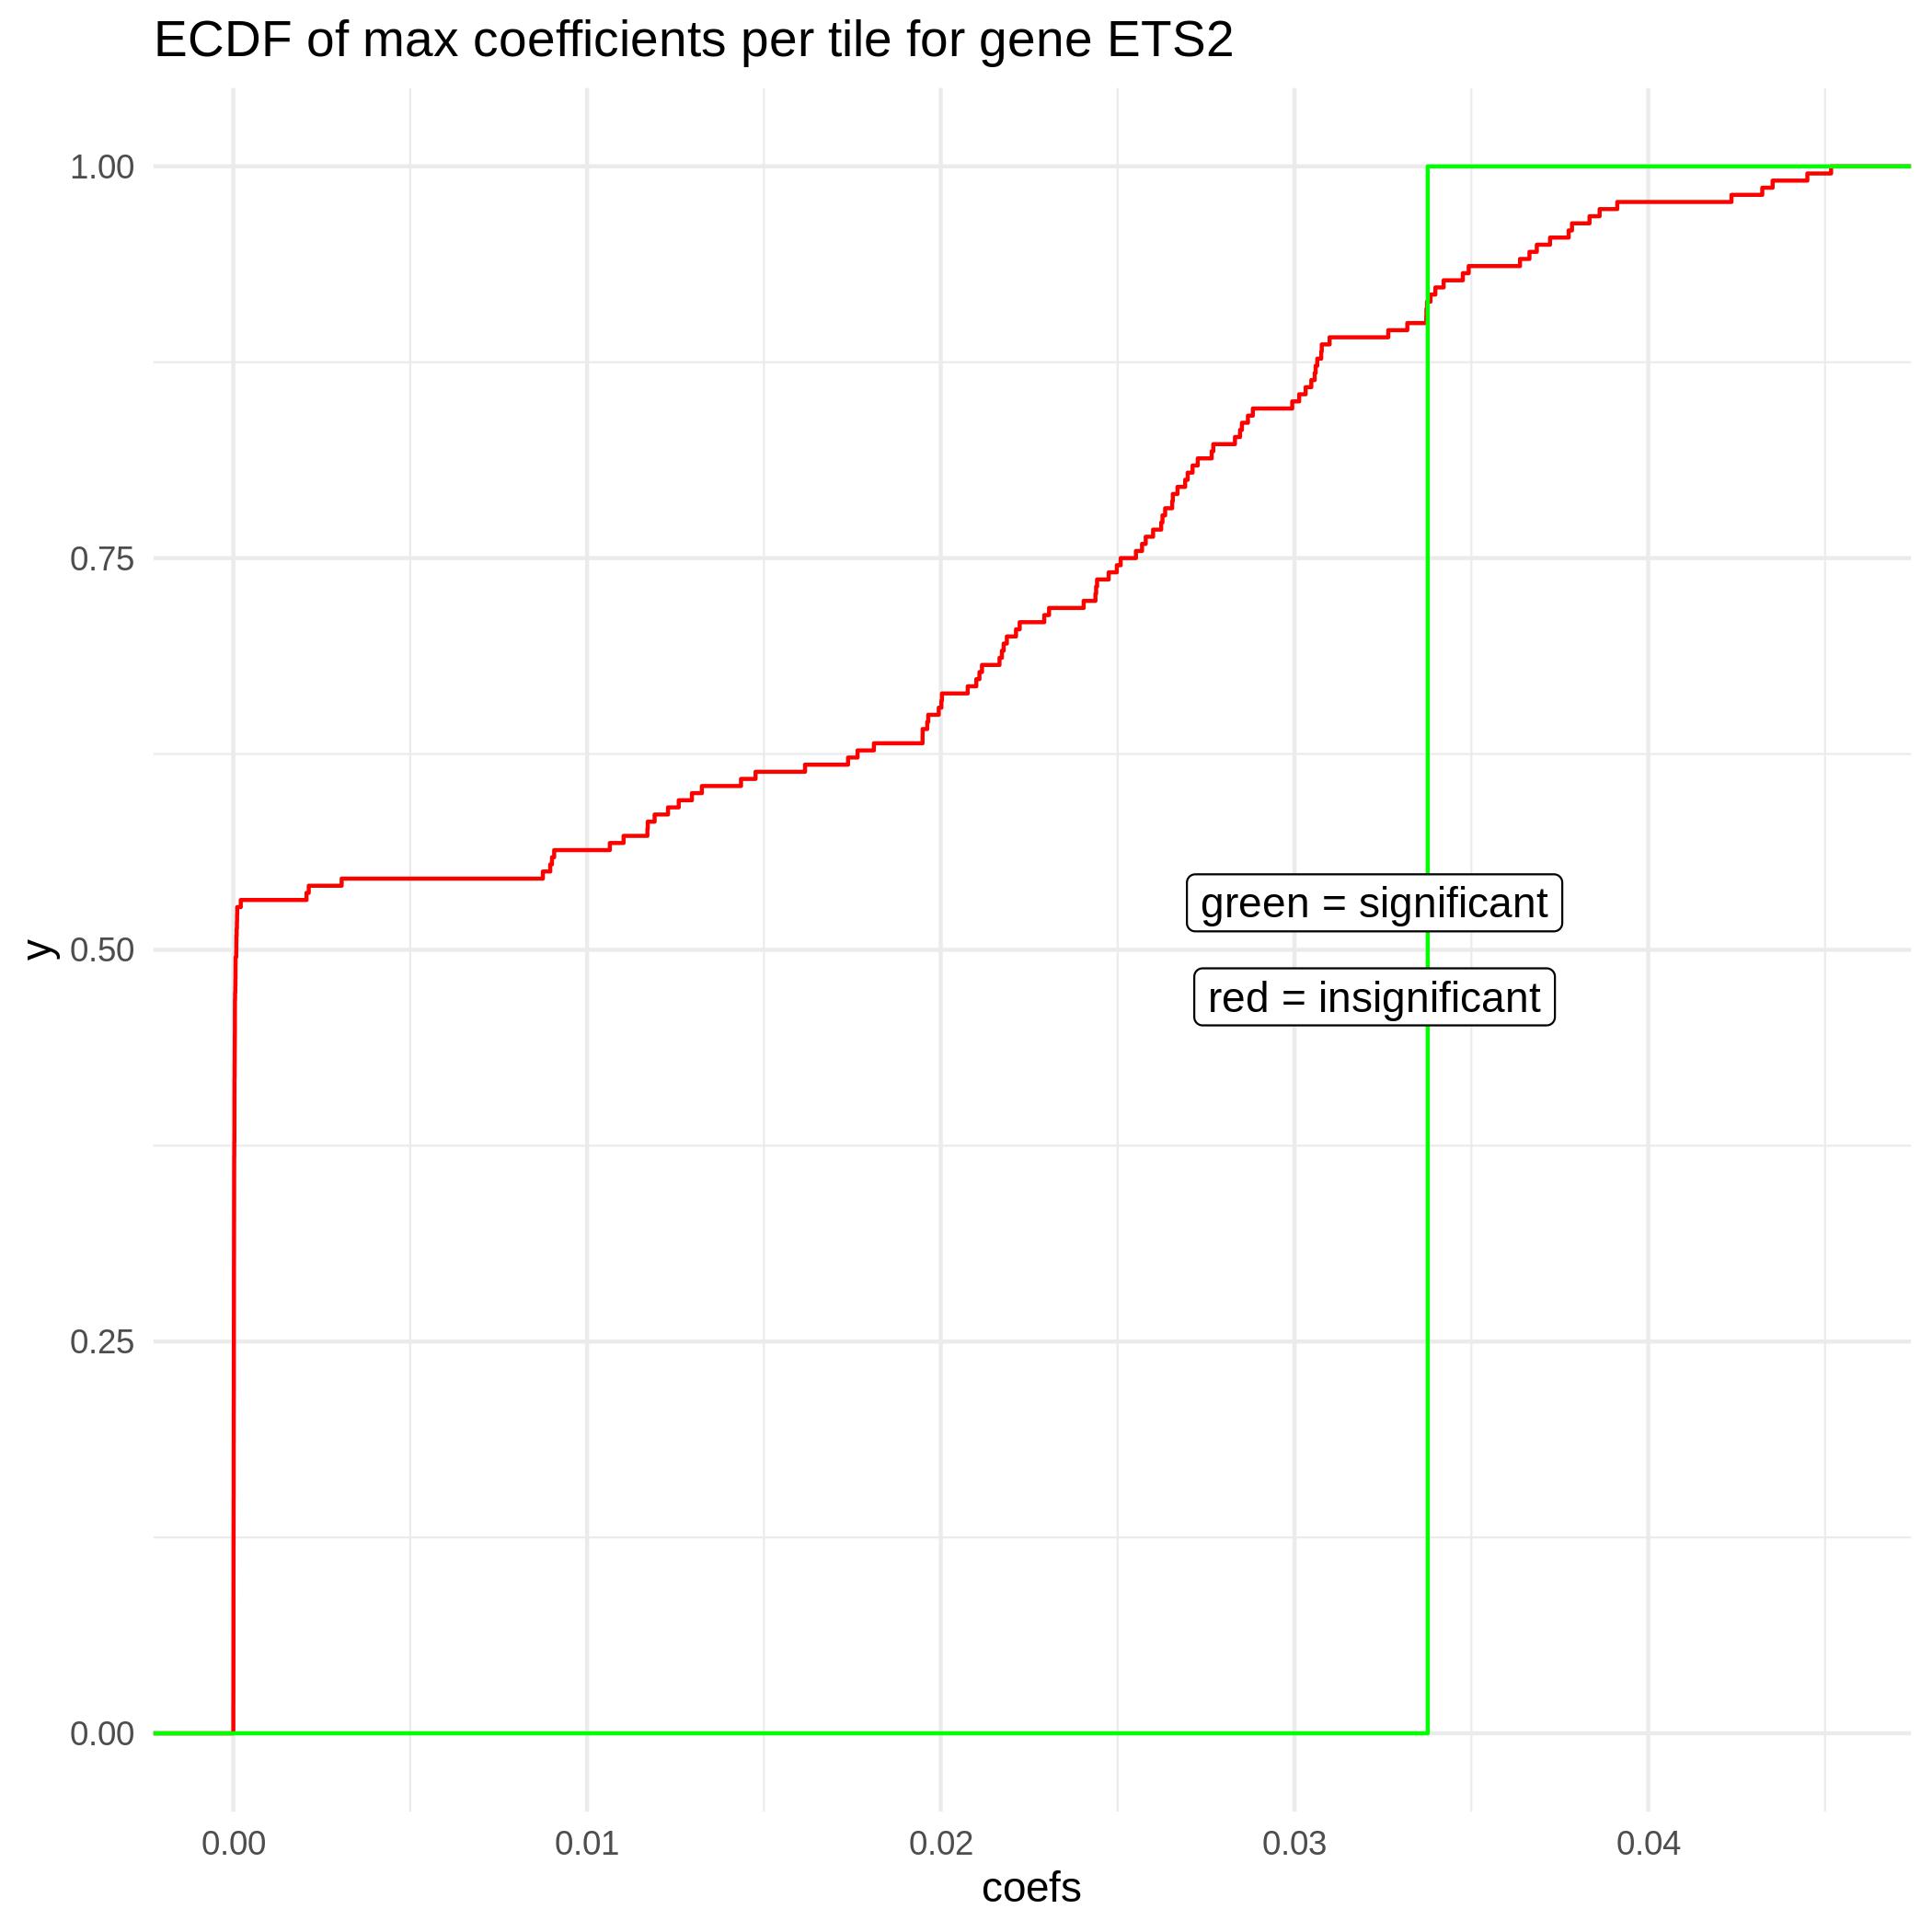 ECDF of max coefficients per tile for gene ETS2
1.00
0.75
0.50
0.25
0.00
y
green = significant
red = insignificant
0.00 0.01 0.02 0.03 0.04
coefs